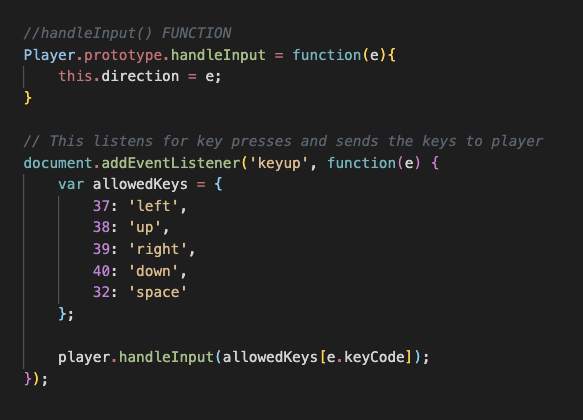 //handleInput() FUNCTION
Player.prototype.handleInput = function(e){
    this.direction = e;
}

// This listens for key presses and sends the keys to player
document.addEventListener('keyup', function(e) {
    var allowedKeys = {
        37: 'left',
        38: 'up',
        39: 'right',
        40: 'down',
        32: 'space'
    };

    player.handleInput(allowedKeys[e.keyCode]);
});